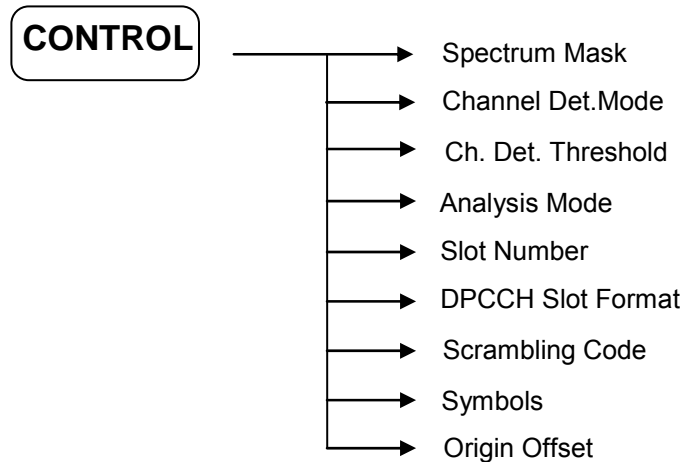 CONTROL
Spectrum Mask
Channel Det.Mode
Ch. Det. Threshold
Analysis Mode
Slot Number
DPCCH Slot Format
Scrambling Code
Symbols
Origin Offset